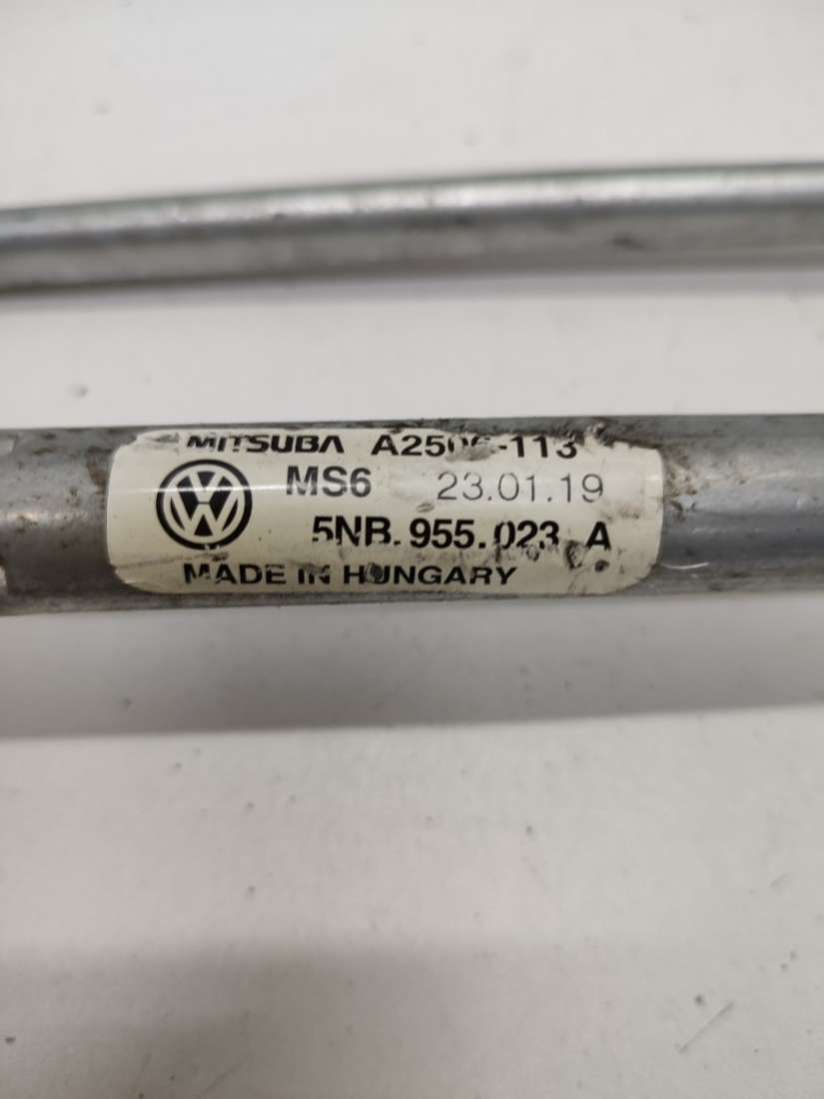 MITSUBA
MS6 23.01.19
5NB.955.023 A
MADE IN HUNGARY